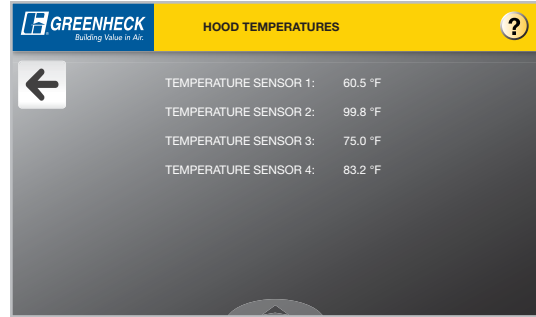 GREENHECK
Building Value in Air.
HOOD TEMPERATURES
?
TEMPERATURE SENSOR 1: 60.5 °F
TEMPERATURE SENSOR 2: 99.8 °F
TEMPERATURE SENSOR 3: 75.0 °F
TEMPERATURE SENSOR 4: 83.2 °F